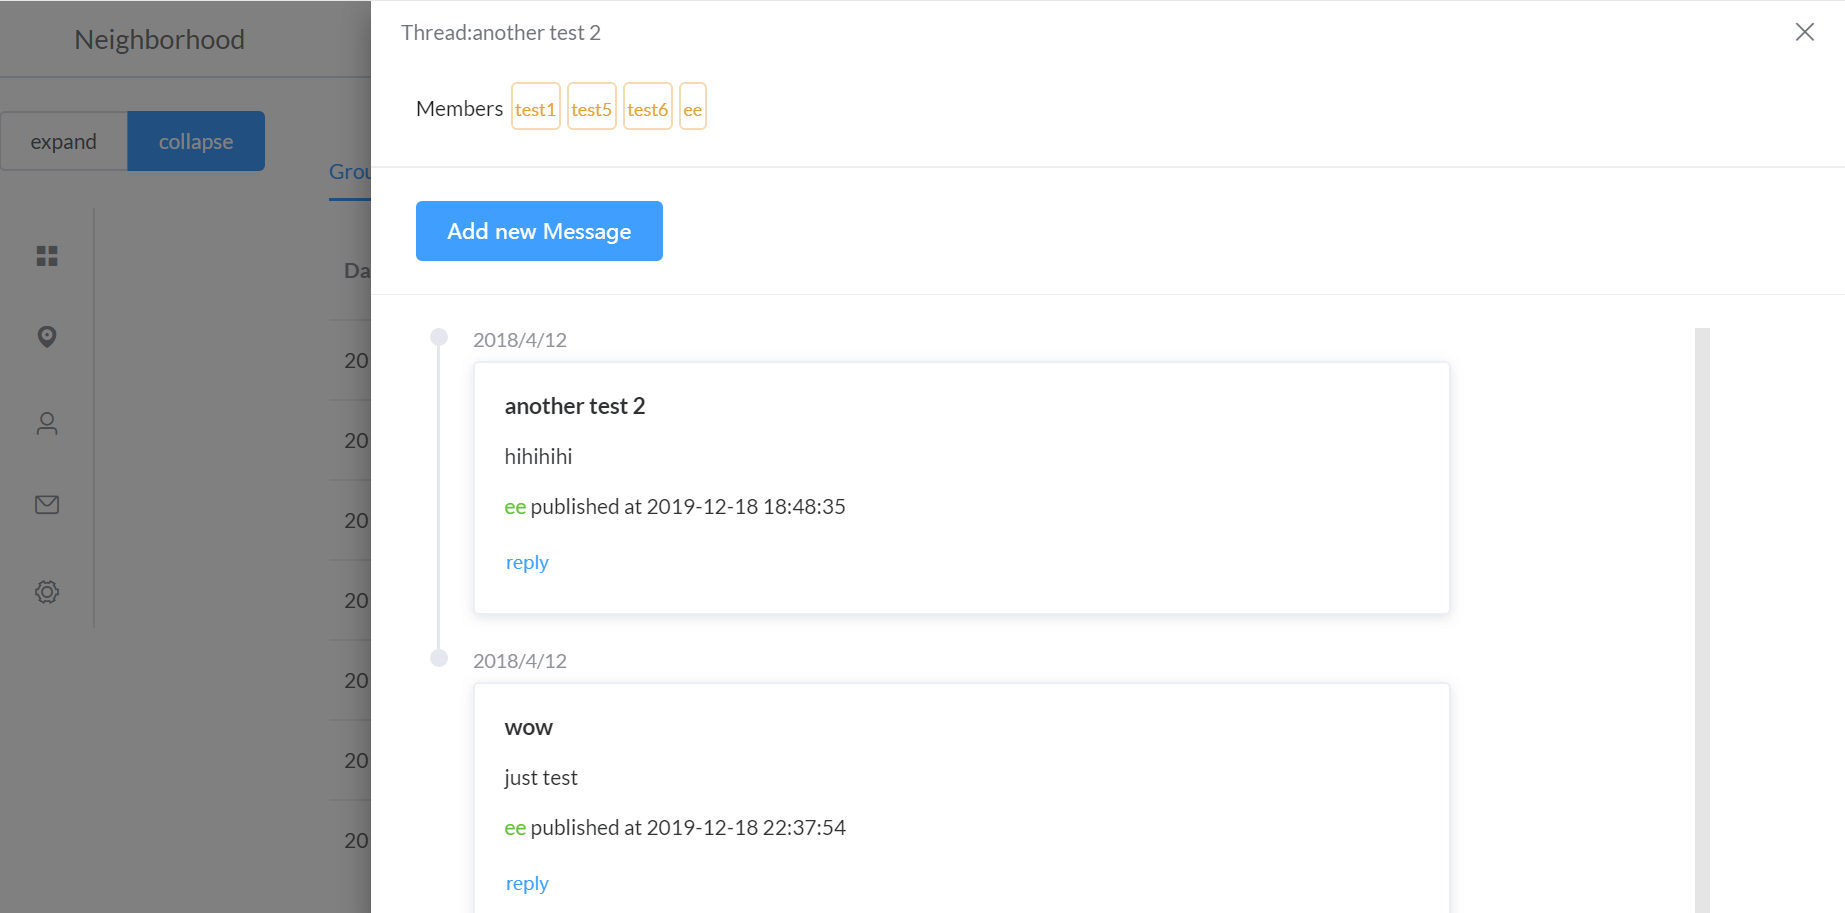 Neighborhood
expand
collapse
Grou
Da
20
20
20
20
20
20
20
Thread:another test 2
Members test1 test5 test6 ee
Add new Message
2018/4/12
another test 2
hihihihi
ee published at 2019-12-18 18:48:35
reply
2018/4/12
wow
just test
ee published at 2019-12-18 22:37:54
reply